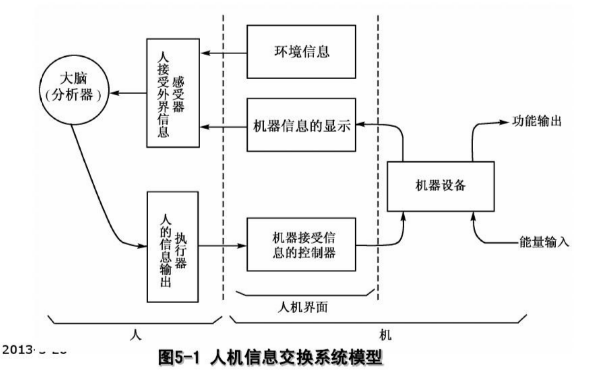 环境信息
人接受外界信息
感受器
大脑
(分析器)
机器信息的显示
功能输出
机器设备
人的信息输出
执行器
机器接受信
息的控制器
能量输入
人机界面
人
机
图5-1 人机信息交换系统模型